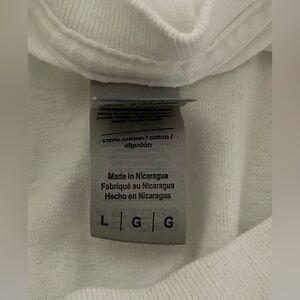 100% cotton / coton /
algodón
Made in Nicaragua
Fabriqué au Nicaragua
Hecho en Nicaragua
L | G | G